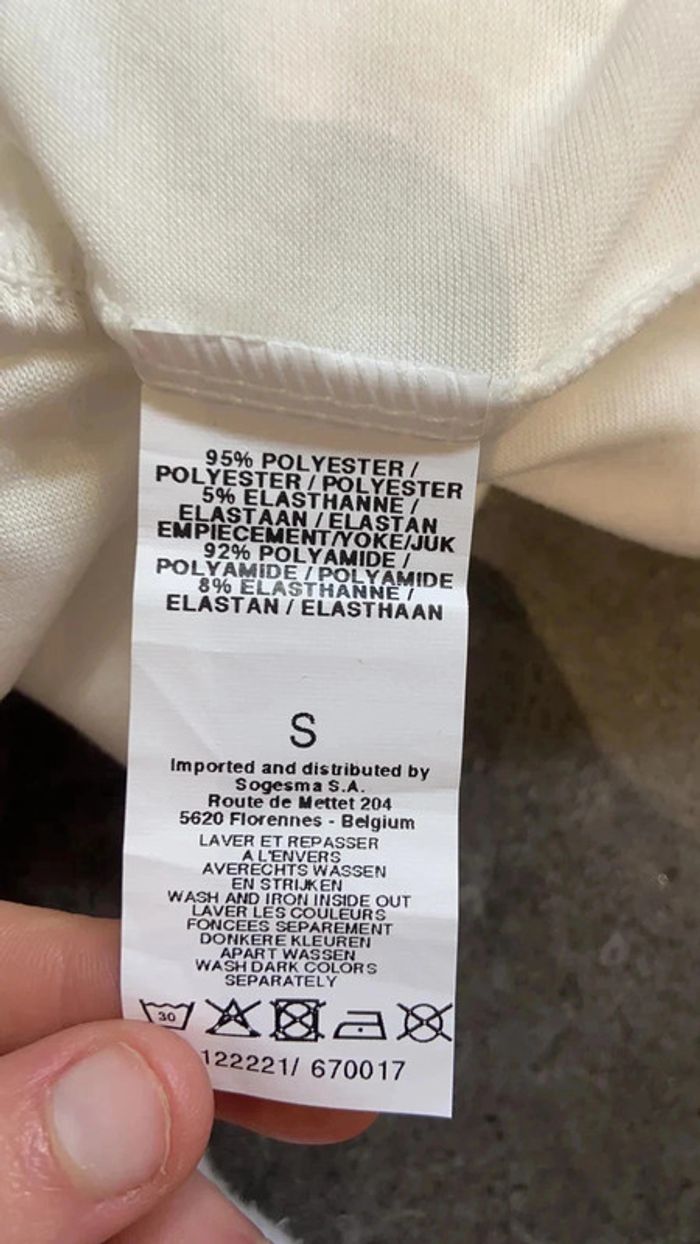 95% POLYESTER /
POLYESTER / POLYESTER
5% ELASTHANNE /
ELASTAAN / ELASTAN
EMPIECEMENT/YOKE/JUK
92% POLYAMIDE /
POLYAMIDE / POLYAMIDE
8% ELASTHANNE /
ELASTAN / ELASTHAAN
S
Imported and distributed by
Sogesma S.A.
Route de Mettet 204
5620 Florennes - Belgium
LAVER ET REPASSER
A L'ENVERS
AVERECHTS WASSEN
EN STRIJKEN
WASH AND IRON INSIDE OUT
LAVER LES COULEURS
FONCEES SEPAREMENT
DONKERE KLEUREN
APART WASSEN
WASH DARK COLORS
SEPARATELY
30
122221/ 670017